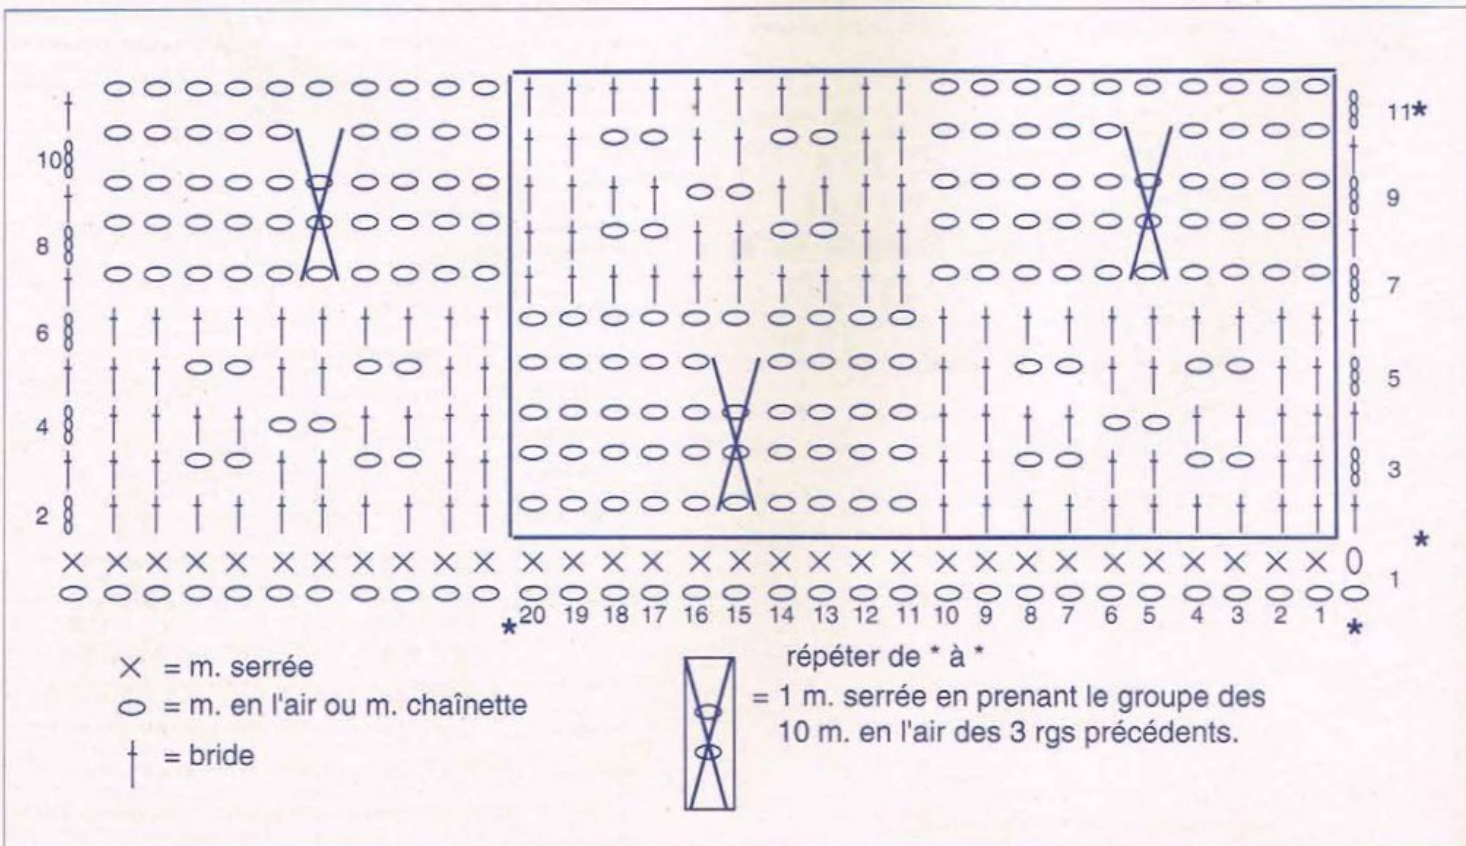 11*
10
9
8
7
6
5
4
3
2
*
1
* 20 19 18 17 16 15 14 13 12 11 10 9 8 7 6 5 4 3 2 1 *
répéter de * à *
= m. serrée
= m. en l'air ou m. chaînette
= bride
= 1 m. serrée en prenant le groupe des
10 m. en l'air des 3 rgs précédents.